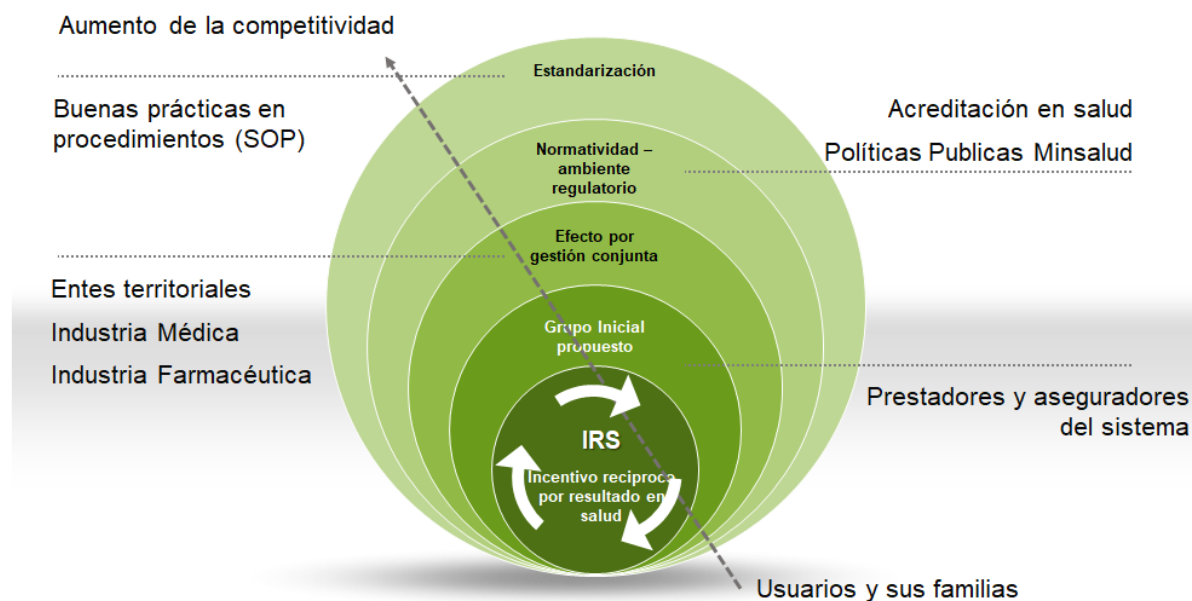 Aumento de la competitividad
Estandarización
Buenas prácticas en
procedimientos (SOP)
Acreditación en salud
Políticas Publicas Minsalud
Normatividad –
ambiente
regulatorio
Efecto por
gestión conjunta
Entes territoriales
Industria Médica
Industria Farmacéutica
Grupo Inicial
propuesto
Prestadores y aseguradores
del sistema
IRS
Incentivo reciproco
por resultado en
salud
Usuarios y sus familias